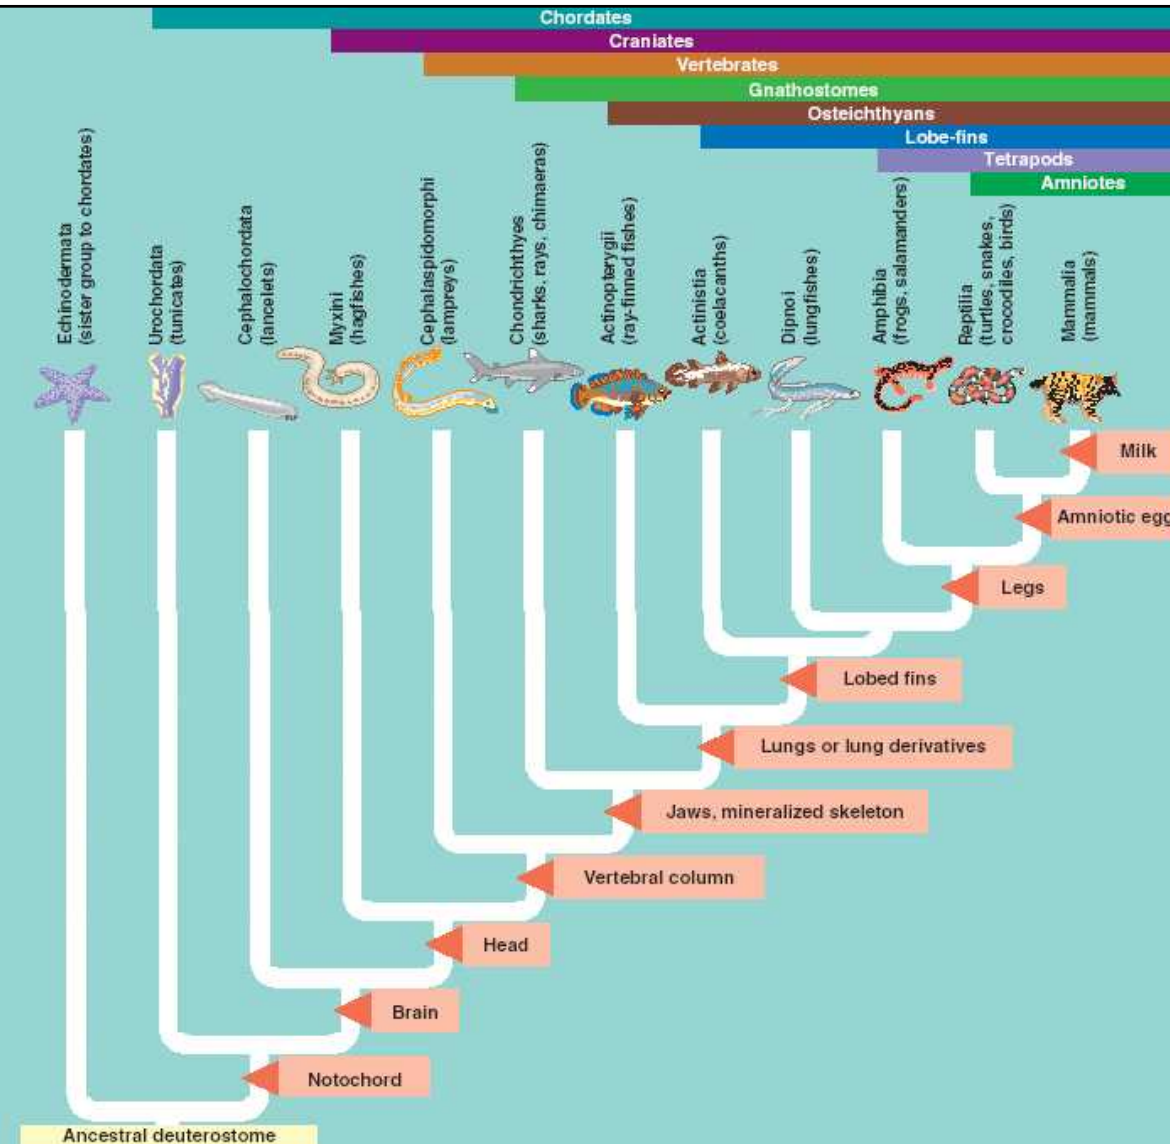 Chordates
Craniates
Vertebrates
Gnathostomes
Osteichthyans
Lobe-fins
Tetrapods
Amniotes
Echinodermata
(sister group to chordates)
Urochordata
(tunicates)
Cephalochordata
(lancelets)
Myxini
(hagfishes)
Cephalaspidomorphi
(lampreys)
Chondrichthyes
(sharks, rays, chimaeras)
Actinopterygii
(ray-finned fishes)
Actinistia
(coelacanths)
Dipnoi
(lungfishes)
Amphibia
(frogs, salamanders)
Reptilia
(turtles, snakes,
crocodiles, birds)
Mammalia
(mammals)
Milk
Amniotic egg
Legs
Lobed fins
Lungs or lung derivatives
Jaws, mineralized skeleton
Vertebral column
Head
Brain
Notochord
Ancestral deuterostome